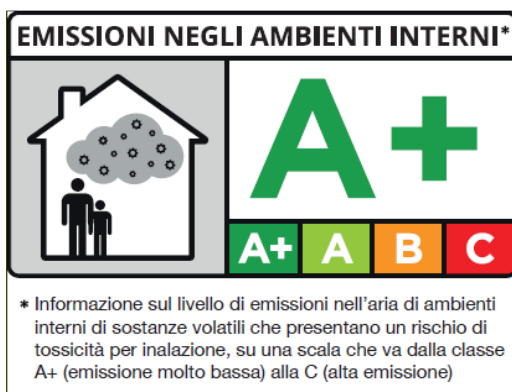 EMISSIONI NEGLI AMBIENTI INTERNI*
A+
A+ A B C
* Informazione sul livello di emissioni nell'aria di ambienti
interni di sostanze volatili che presentano un rischio di
tossicità per inalazione, su una scala che va dalla classe
A+ (emissione molto bassa) alla C (alta emissione)